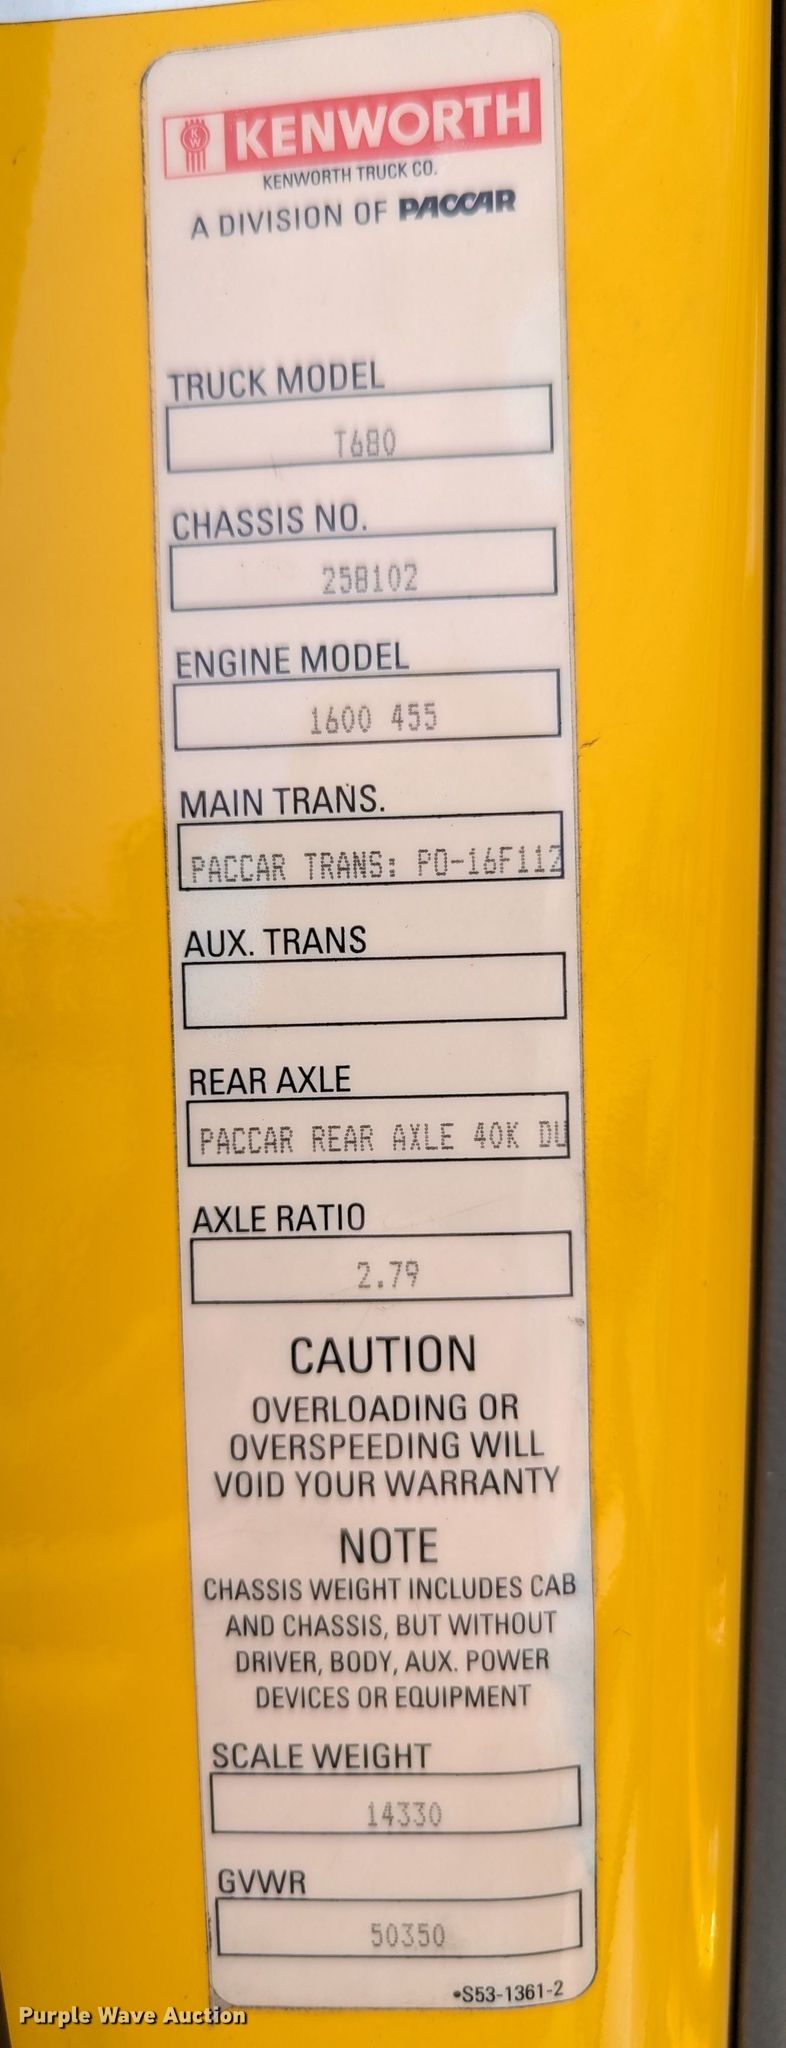 KW KENWORTH
KENWORTH TRUCK CO.
A DIVISION OF PACCAR
TRUCK MODEL
T680
CHASSIS NO.
258102
ENGINE MODEL
1600 455
MAIN TRANS.
PACCAR TRANS: PO-16F112
AUX. TRANS
REAR AXLE
PACCAR REAR AXLE 40K DU
AXLE RATIO
2.79
CAUTION
OVERLOADING OR
OVERSPEEDING WILL
VOID YOUR WARRANTY
NOTE
CHASSIS WEIGHT INCLUDES CAB
AND CHASSIS, BUT WITHOUT
DRIVER, BODY, AUX. POWER
DEVICES OR EQUIPMENT
SCALE WEIGHT
14330
GVWR
50350
•S53-1361-2
Purple Wave Auction